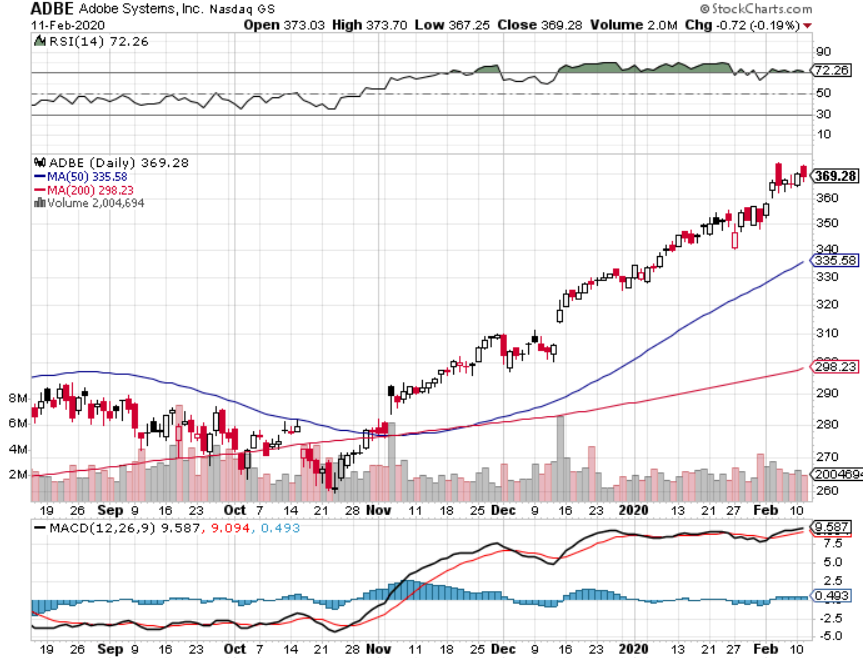 ADBE Adobe Systems, Inc. Nasdaq GS © StockCharts.com
11-Feb-2020 Open 373.03 High 373.70 Low 367.25 Close 369.28 Volume 2.0M Chg -0.72 (-0.19%)
RSI(14) 72.26
90
72.26
50
30
10
ADBE (Daily) 369.28
MA(50) 335.58
MA(200) 298.23
Volume 2,004,694
369.28
360
350
340
335.58
330
320
310
298.23
290
280
270
2004694
260
8M
6M
4M
2M
19 26 Sep 9 16 23 Oct 7 14 21 Nov 11 18 25 Dec 9 16 23 2020 13 21 27 Feb 10
MACD(12,26,9) 9.587, 9.094, 0.493
9.587
7.5
5.0
2.5
0.493
-2.5
-5.0
19 26 Sep 9 16 23 Oct 7 14 21 28 Nov 11 18 25 Dec 9 16 23 2020 13 21 27 Feb 10